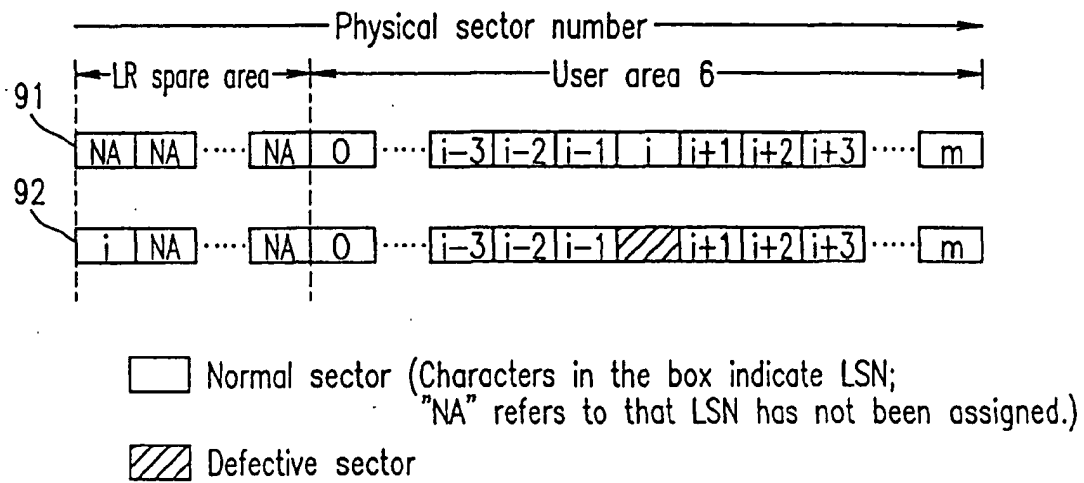 Physical sector number
LR spare area User area 6
91
NA NA ..... NA 0 ..... i-3 i-2 i-1 i i+1 i+2 i+3 ..... m
92
i NA ..... NA 0 ..... i-3 i-2 i-1 i+1 i+2 i+3 ..... m
Normal sector (Characters in the box indicate LSN;
"NA" refers to that LSN has not been assigned.)
Defective sector